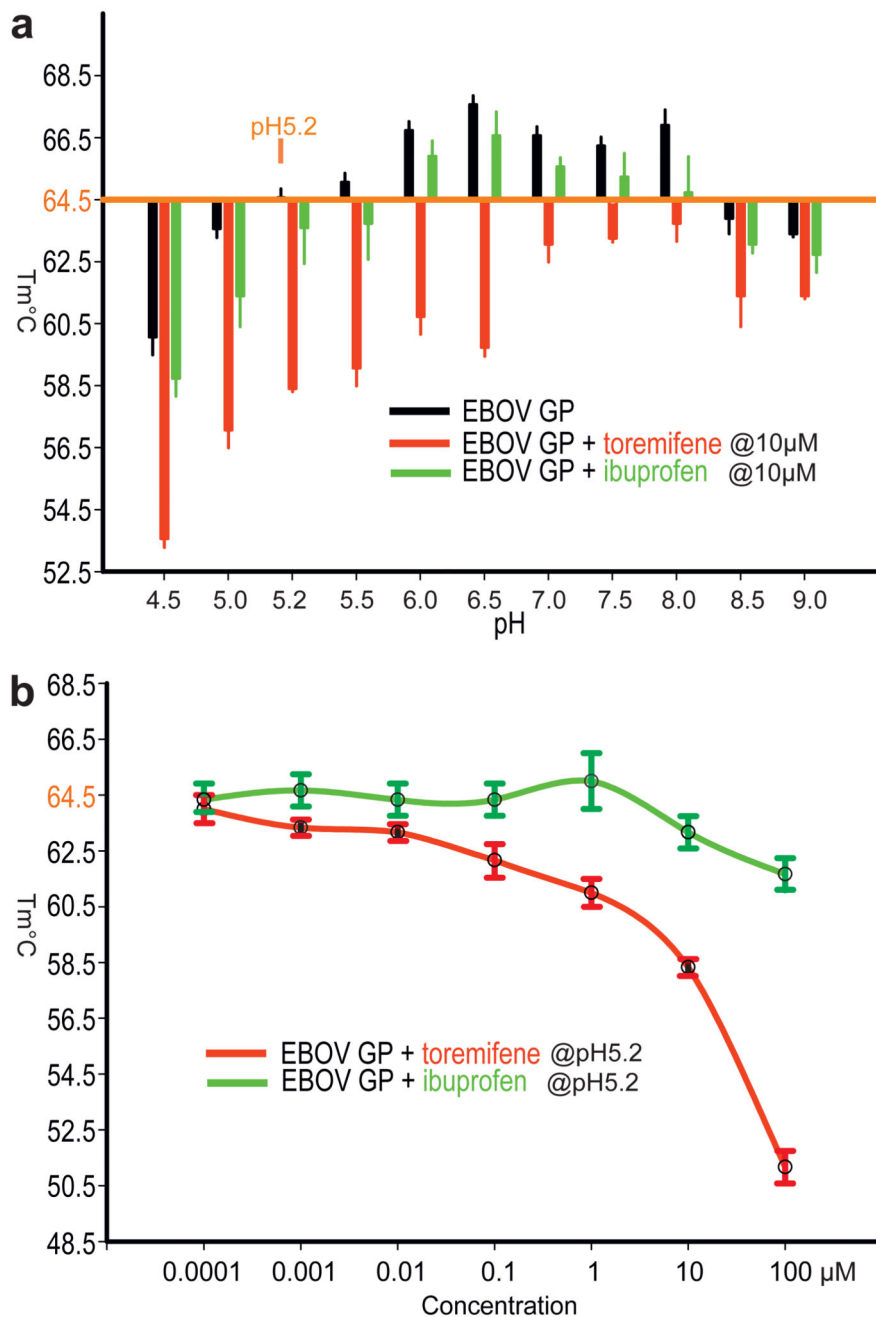 a
68.5
66.5
pH5.2
64.5
62.5
Tm°C
60.5
58.5
EBOV GP
EBOV GP + toremifene @10µM
56.5
EBOV GP + ibuprofen @10µM
54.5
52.5
4.5 5.0 5.2 5.5 6.0 6.5 7.0 7.5 8.0 8.5 9.0
pH
b
68.5
66.5
64.5
62.5
Tm°C
60.5
58.5
56.5
EBOV GP + toremifene @pH5.2
EBOV GP + ibuprofen @pH5.2
54.5
52.5
50.5
48.5
0.0001 0.001 0.01 0.1 1 10 100 µM
Concentration